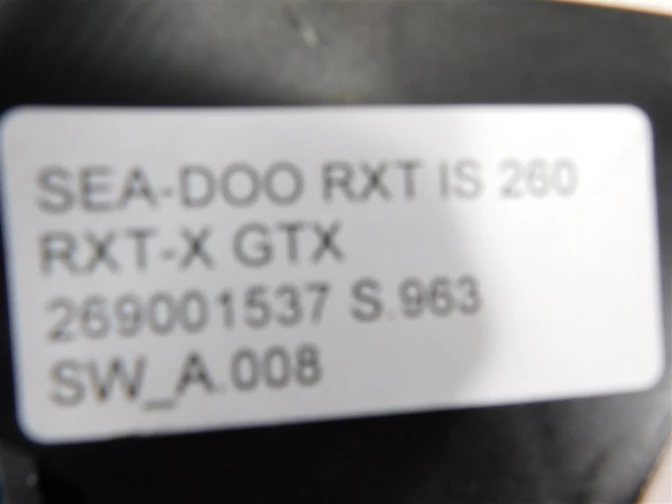 SEA-DOO RXT IS 260
RXT-X GTX
269001537 S.963
SW_A.008